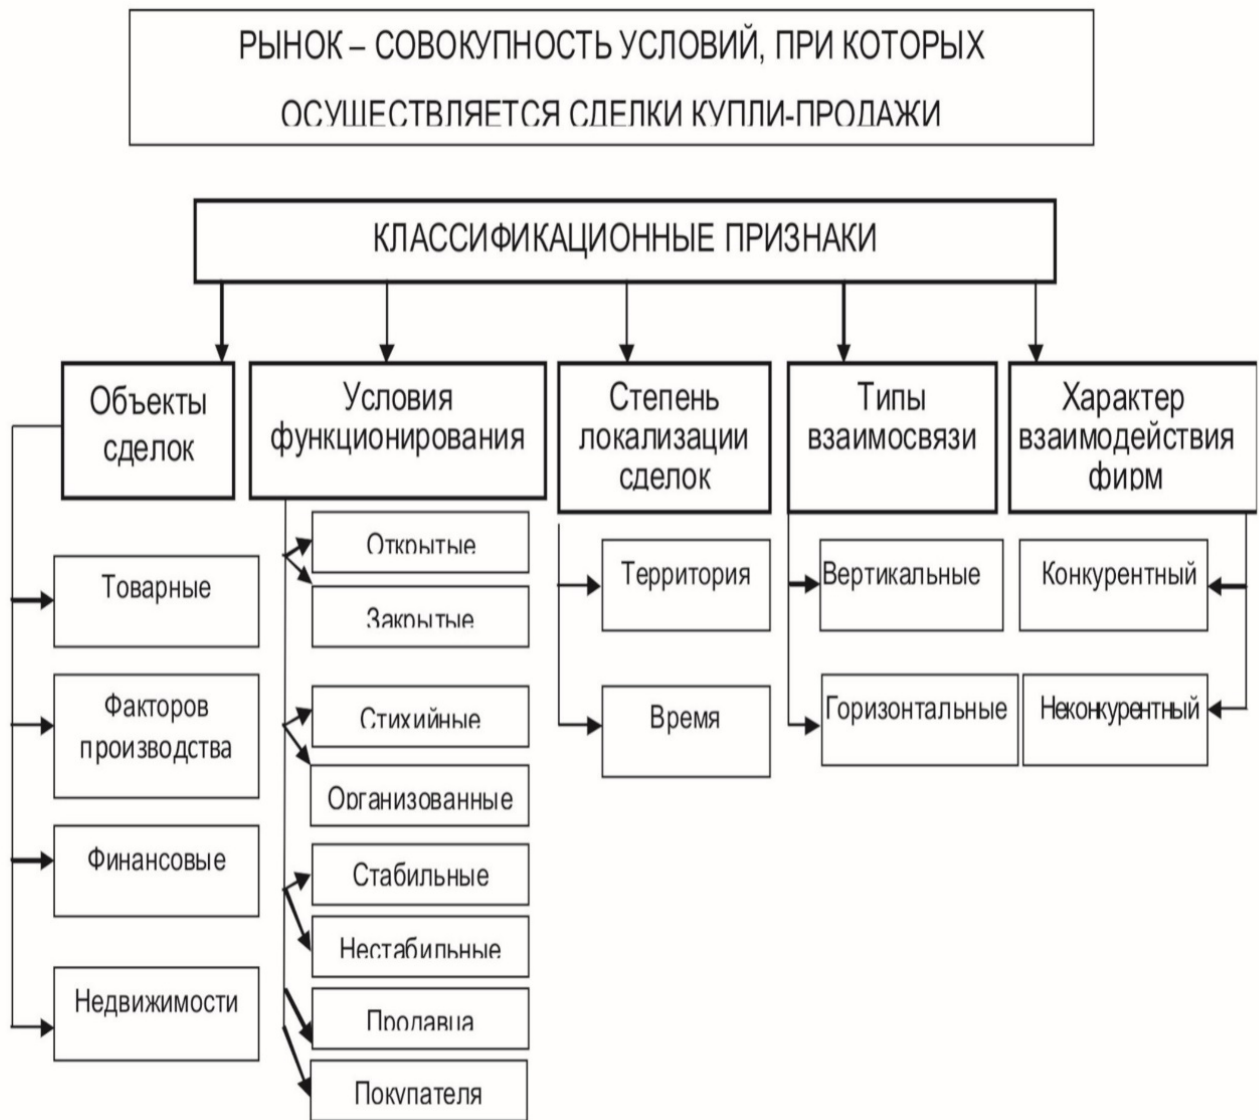 РЫНОК – СОВОКУПНОСТЬ УСЛОВИЙ, ПРИ КОТОРЫХ
ОСУЩЕСТВЛЯЕТСЯ СДЕЛКИ КУПЛИ-ПРОДАЖИ
КЛАССИФИКАЦИОННЫЕ ПРИЗНАКИ
Объекты
сделок
Товарные
Факторов
производства
Финансовые
Недвижимости
Условия
функционирования
Открытые
Закрытые
Стихийные
Организованные
Стабильные
Нестабильные
Продавца
Покупателя
Степень
локализации
сделок
Территория
Время
Типы
взаимосвязи
Вертикальные
Горизонтальные
Характер
взаимодействия
фирм
Конкурентный
Неконкурентный